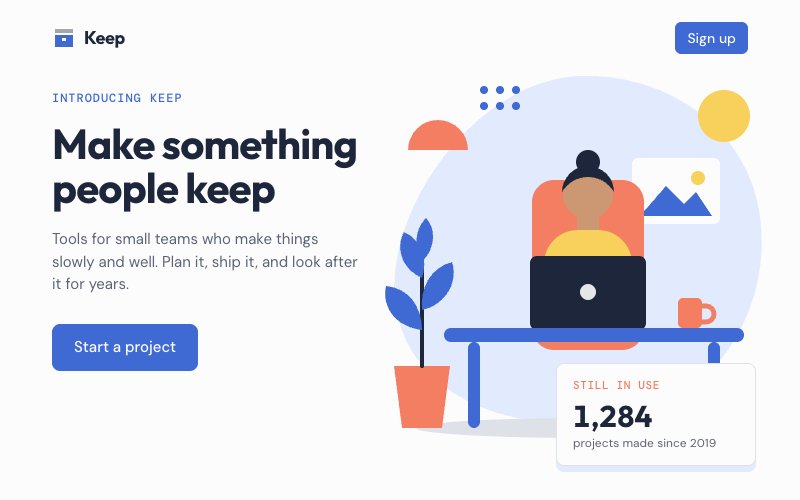 Keep
Sign up
INTRODUCING KEEP
Make something
people keep
Tools for small teams who make things
slowly and well. Plan it, ship it, and look after
it for years.
Start a project
STILL IN USE
1,284
projects made since 2019